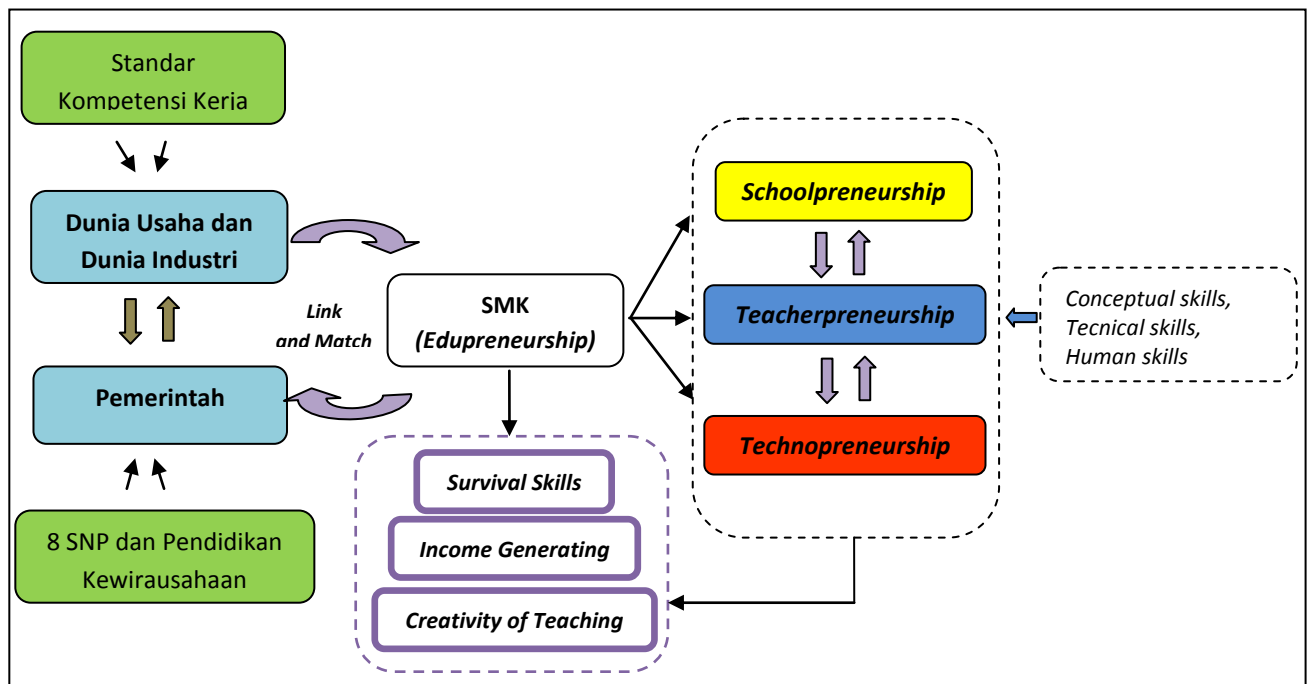 Standar
Kompetensi Kerja
Dunia Usaha dan
Dunia Industri
Link
and Match
Pemerintah
8 SNP dan Pendidikan
Kewirausahaan
SMK
(Edupreneurship)
Survival Skills
Income Generating
Creativity of Teaching
Schoolpreneurship
Teacherpreneurship
Technopreneurship
Conceptual skills,
Tecnical skills,
Human skills